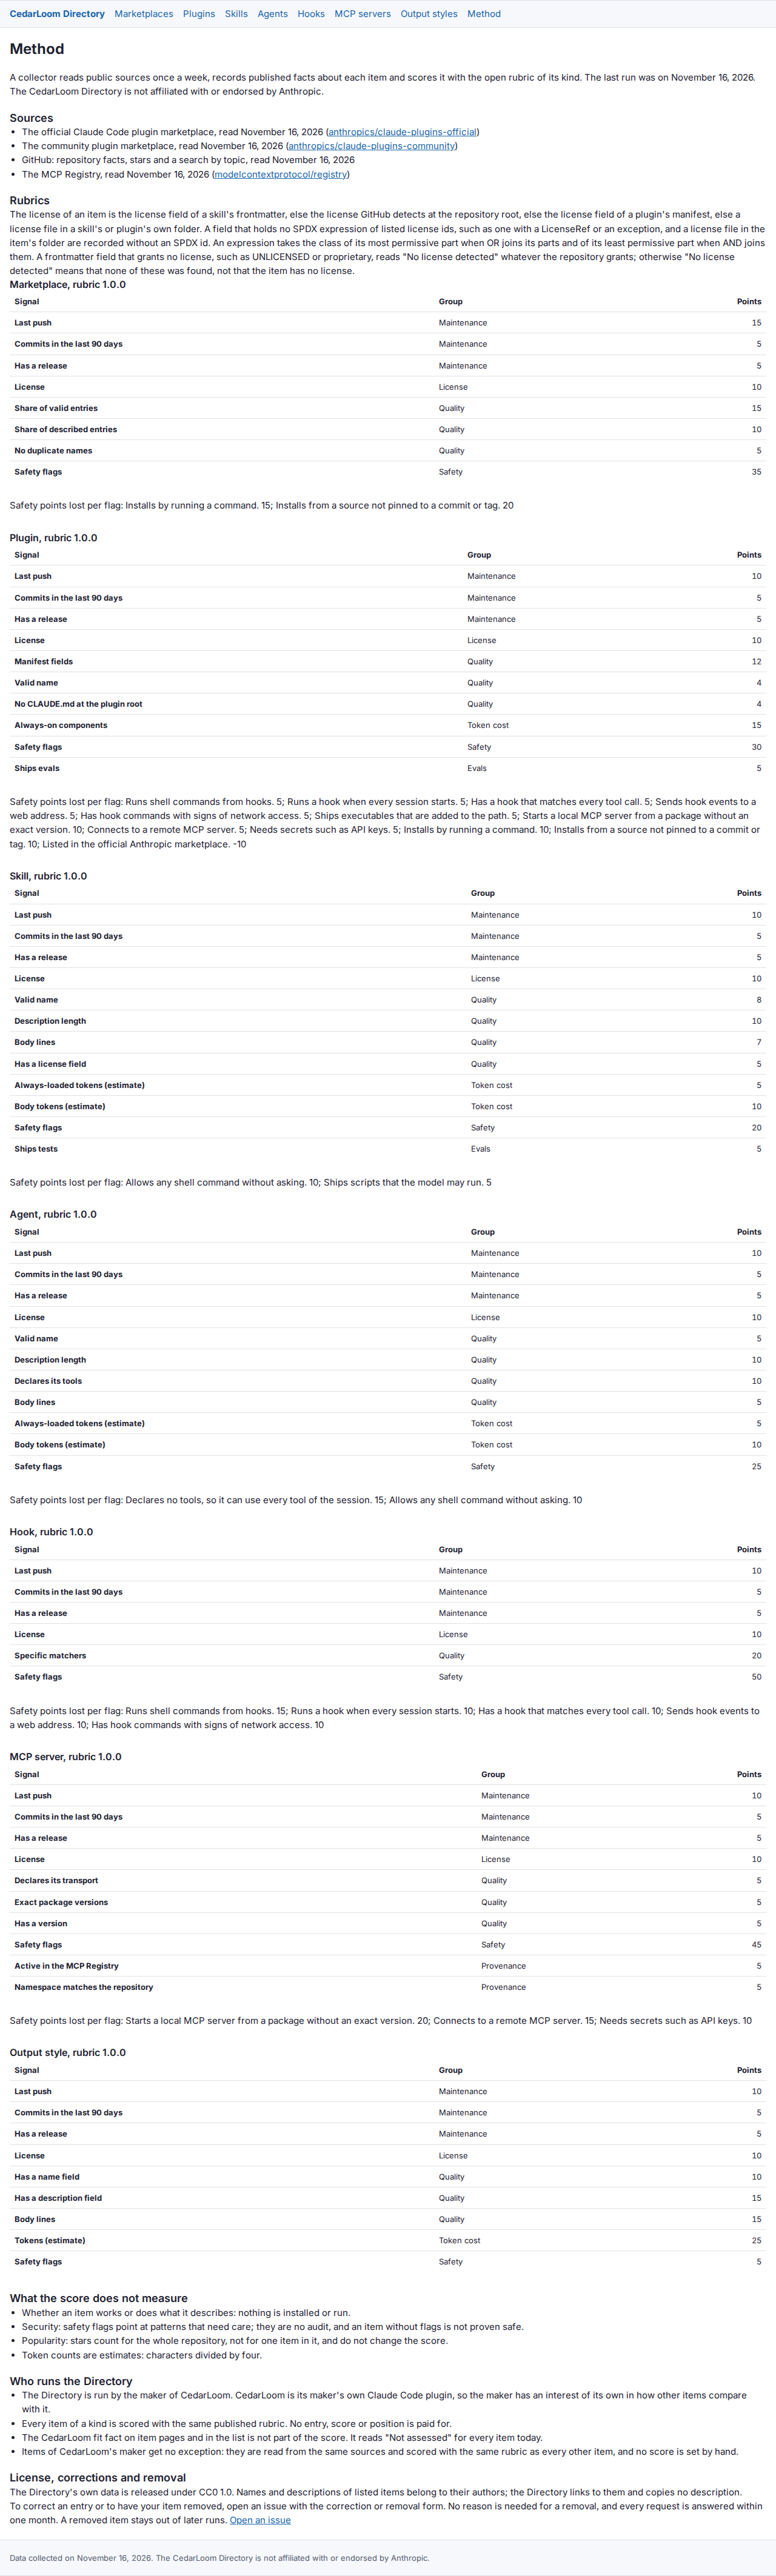 CedarLoom Directory Marketplaces Plugins Skills Agents Hooks MCP servers Output styles Method
Method
A collector reads public sources once a week, records published facts about each item and scores it with the open rubric of its kind. The last run was on November 16, 2026.
The CedarLoom Directory is not affiliated with or endorsed by Anthropic.
Sources
• The official Claude Code plugin marketplace, read November 16, 2026 (anthropics/claude-plugins-official)
• The community plugin marketplace, read November 16, 2026 (anthropics/claude-plugins-community)
• GitHub: repository facts, stars and a search by topic, read November 16, 2026
• The MCP Registry, read November 16, 2026 (modelcontextprotocol/registry)
Rubrics
The license of an item is the license field of a skill's frontmatter, else the license GitHub detects at the repository root, else the license field of a plugin's manifest, else a
license file in a skill's or plugin's own folder. A field that holds no SPDX expression of listed license ids, such as one with a LicenseRef or an exception, and a license file in the
item's folder are recorded without an SPDX id. An expression takes the class of its most permissive part when OR joins its parts and of its least permissive part when AND joins
them. A frontmatter field that grants no license, such as UNLICENSED or proprietary, reads "No license detected" whatever the repository grants; otherwise "No license
detected" means that none of these was found, not that the item has no license.
Marketplace, rubric 1.0.0
Signal Group Points
Last push Maintenance 15
Commits in the last 90 days Maintenance 5
Has a release Maintenance 5
License License 10
Share of valid entries Quality 15
Share of described entries Quality 10
No duplicate names Quality 5
Safety flags Safety 35
Safety points lost per flag: Installs by running a command. 15; Installs from a source not pinned to a commit or tag. 20
Plugin, rubric 1.0.0
Signal Group Points
Last push Maintenance 10
Commits in the last 90 days Maintenance 5
Has a release Maintenance 5
License License 10
Manifest fields Quality 12
Valid name Quality 4
No CLAUDE.md at the plugin root Quality 4
Always-on components Token cost 15
Safety flags Safety 30
Ships evals Evals 5
Safety points lost per flag: Runs shell commands from hooks. 5; Runs a hook when every session starts. 5; Has a hook that matches every tool call. 5; Sends hook events to a
web address. 5; Has hook commands with signs of network access. 5; Ships executables that are added to the path. 5; Starts a local MCP server from a package without an
exact version. 10; Connects to a remote MCP server. 5; Needs secrets such as API keys. 5; Installs by running a command. 10; Installs from a source not pinned to a commit or
tag. 10; Listed in the official Anthropic marketplace. -10
Skill, rubric 1.0.0
Signal Group Points
Last push Maintenance 10
Commits in the last 90 days Maintenance 5
Has a release Maintenance 5
License License 10
Valid name Quality 8
Description length Quality 10
Body lines Quality 7
Has a license field Quality 5
Always-loaded tokens (estimate) Token cost 5
Body tokens (estimate) Token cost 10
Safety flags Safety 20
Ships tests Evals 5
Safety points lost per flag: Allows any shell command without asking. 10; Ships scripts that the model may run. 5
Agent, rubric 1.0.0
Signal Group Points
Last push Maintenance 10
Commits in the last 90 days Maintenance 5
Has a release Maintenance 5
License License 10
Valid name Quality 5
Description length Quality 10
Declares its tools Quality 10
Body lines Quality 5
Always-loaded tokens (estimate) Token cost 5
Body tokens (estimate) Token cost 10
Safety flags Safety 25
Safety points lost per flag: Declares no tools, so it can use every tool of the session. 15; Allows any shell command without asking. 10
Hook, rubric 1.0.0
Signal Group Points
Last push Maintenance 10
Commits in the last 90 days Maintenance 5
Has a release Maintenance 5
License License 10
Specific matchers Quality 20
Safety flags Safety 50
Safety points lost per flag: Runs shell commands from hooks. 15; Runs a hook when every session starts. 10; Has a hook that matches every tool call. 10; Sends hook events to
a web address. 10; Has hook commands with signs of network access. 10
MCP server, rubric 1.0.0
Signal Group Points
Last push Maintenance 10
Commits in the last 90 days Maintenance 5
Has a release Maintenance 5
License License 10
Declares its transport Quality 5
Exact package versions Quality 5
Has a version Quality 5
Safety flags Safety 45
Active in the MCP Registry Provenance 5
Namespace matches the repository Provenance 5
Safety points lost per flag: Starts a local MCP server from a package without an exact version. 20; Connects to a remote MCP server. 15; Needs secrets such as API keys. 10
Output style, rubric 1.0.0
Signal Group Points
Last push Maintenance 10
Commits in the last 90 days Maintenance 5
Has a release Maintenance 5
License License 10
Has a name field Quality 10
Has a description field Quality 15
Body lines Quality 15
Tokens (estimate) Token cost 25
Safety flags Safety 5
What the score does not measure
• Whether an item works or does what it describes: nothing is installed or run.
• Security: safety flags point at patterns that need care; they are no audit, and an item without flags is not proven safe.
• Popularity: stars count for the whole repository, not for one item in it, and do not change the score.
• Token counts are estimates: characters divided by four.
Who runs the Directory
• The Directory is run by the maker of CedarLoom. CedarLoom is its maker's own Claude Code plugin, so the maker has an interest of its own in how other items compare
with it.
• Every item of a kind is scored with the same published rubric. No entry, score or position is paid for.
• The CedarLoom fit fact on item pages and in the list is not part of the score. It reads "Not assessed" for every item today.
• Items of CedarLoom's maker get no exception: they are read from the same sources and scored with the same rubric as every other item, and no score is set by hand.
License, corrections and removal
The Directory's own data is released under CC0 1.0. Names and descriptions of listed items belong to their authors; the Directory links to them and copies no description.
To correct an entry or to have your item removed, open an issue with the correction or removal form. No reason is needed for a removal, and every request is answered within
one month. A removed item stays out of later runs. Open an issue
Data collected on November 16, 2026. The CedarLoom Directory is not affiliated with or endorsed by Anthropic.